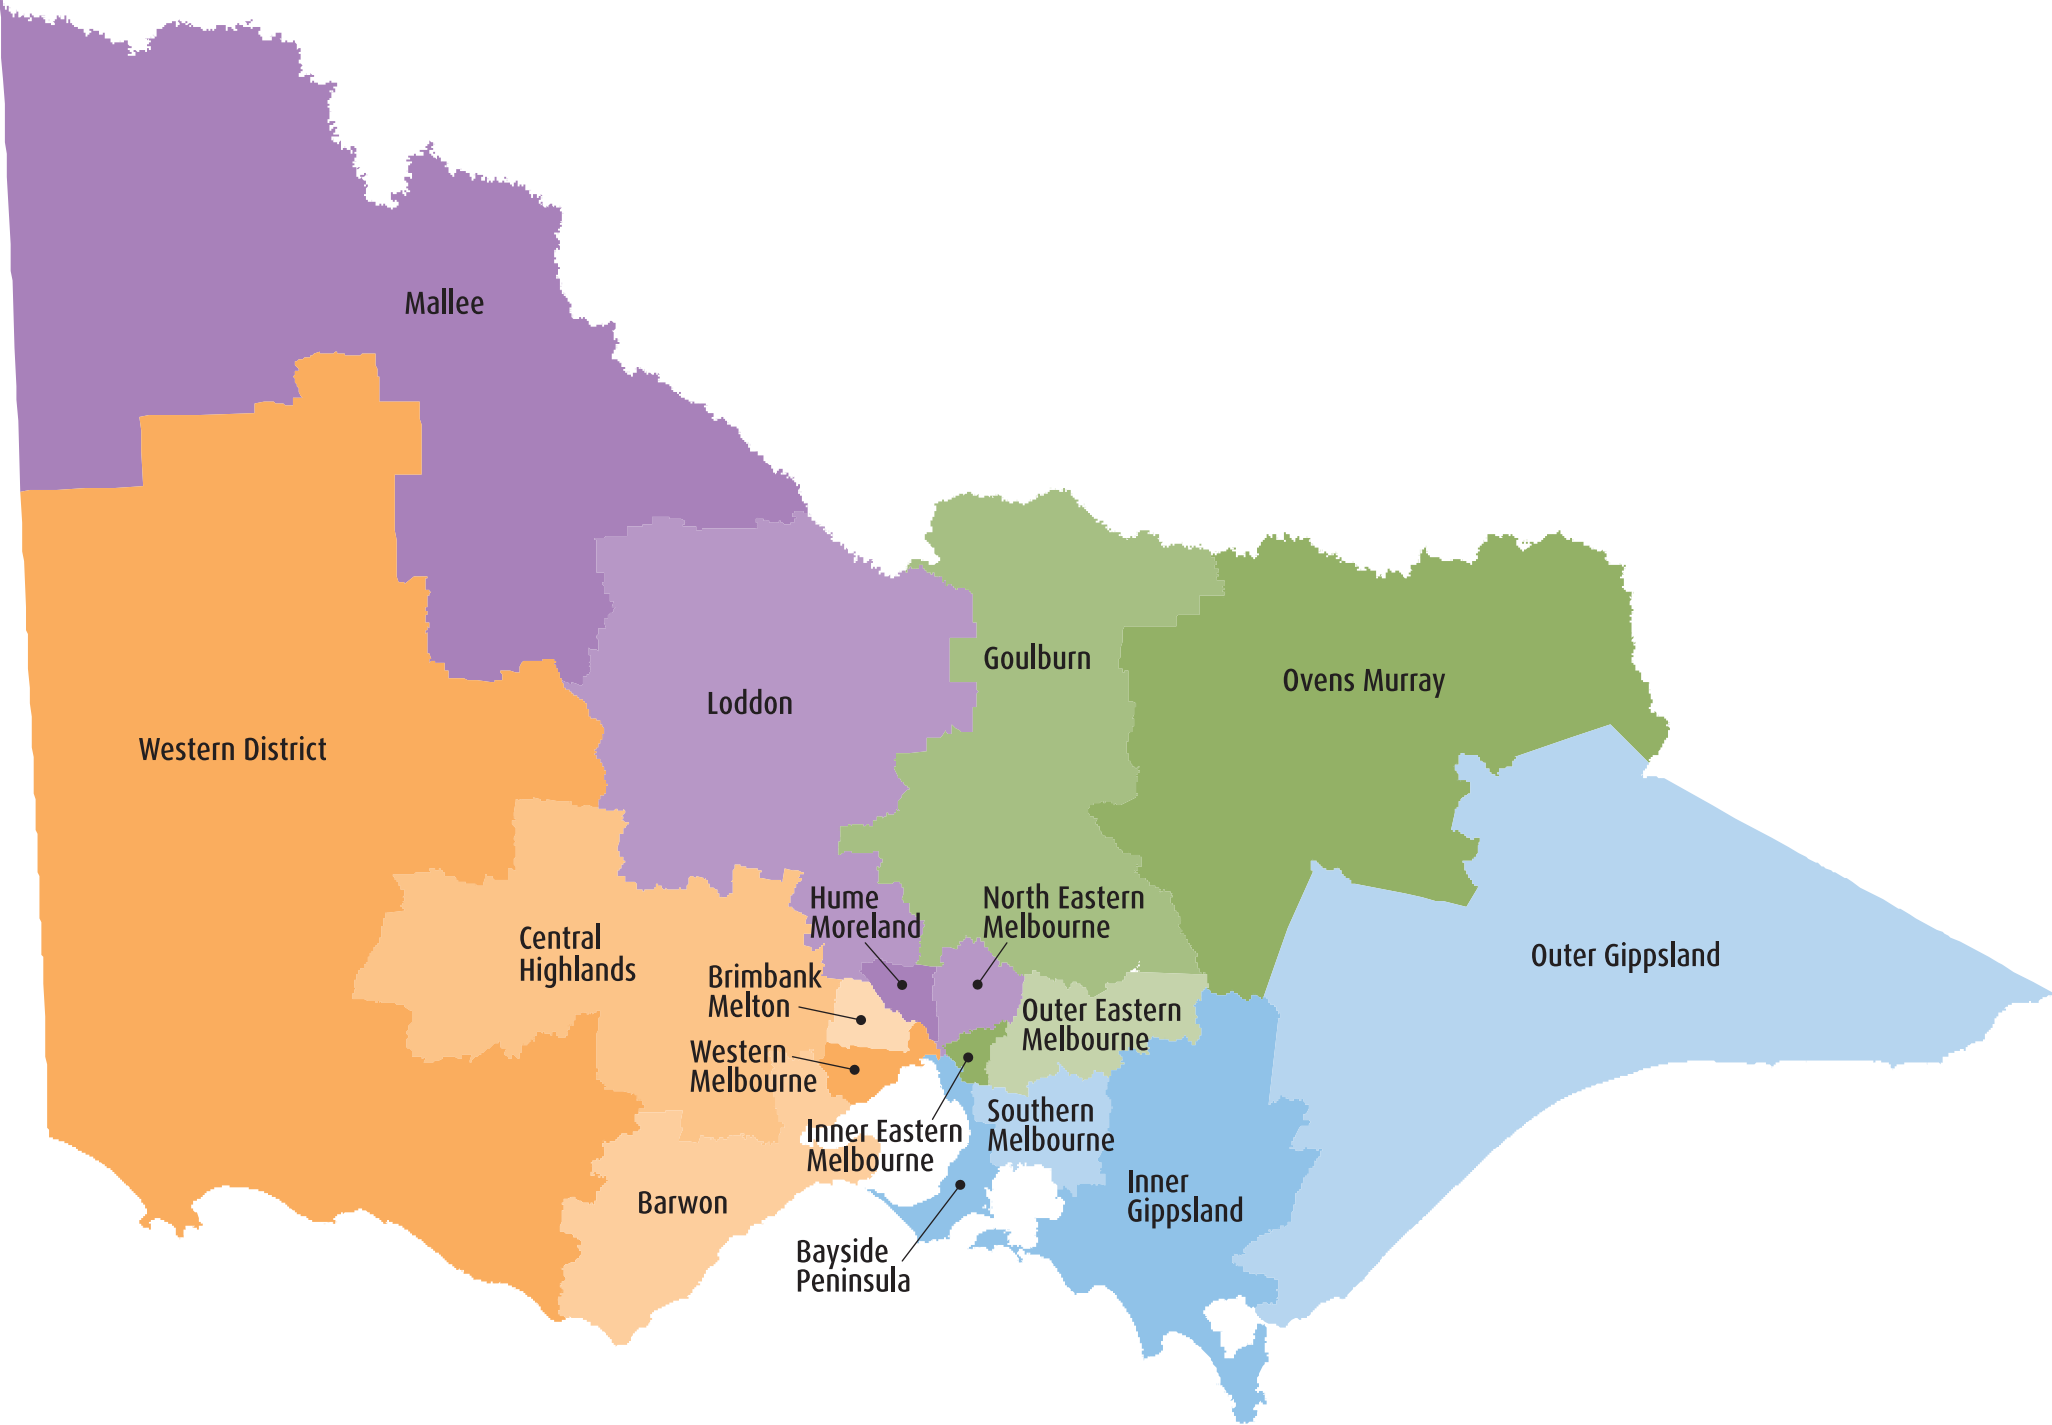 Mallee
Goulburn
Ovens Murray
Loddon
Western District
Hume
Moreland
North Eastern
Melbourne
Central
Highlands
Outer Gippsland
Brimbank
Melton
Outer Eastern
Melbourne
Western
Melbourne
Southern
Melbourne
Inner Eastern
Melbourne
Inner
Gippsland
Barwon
Bayside
Peninsula